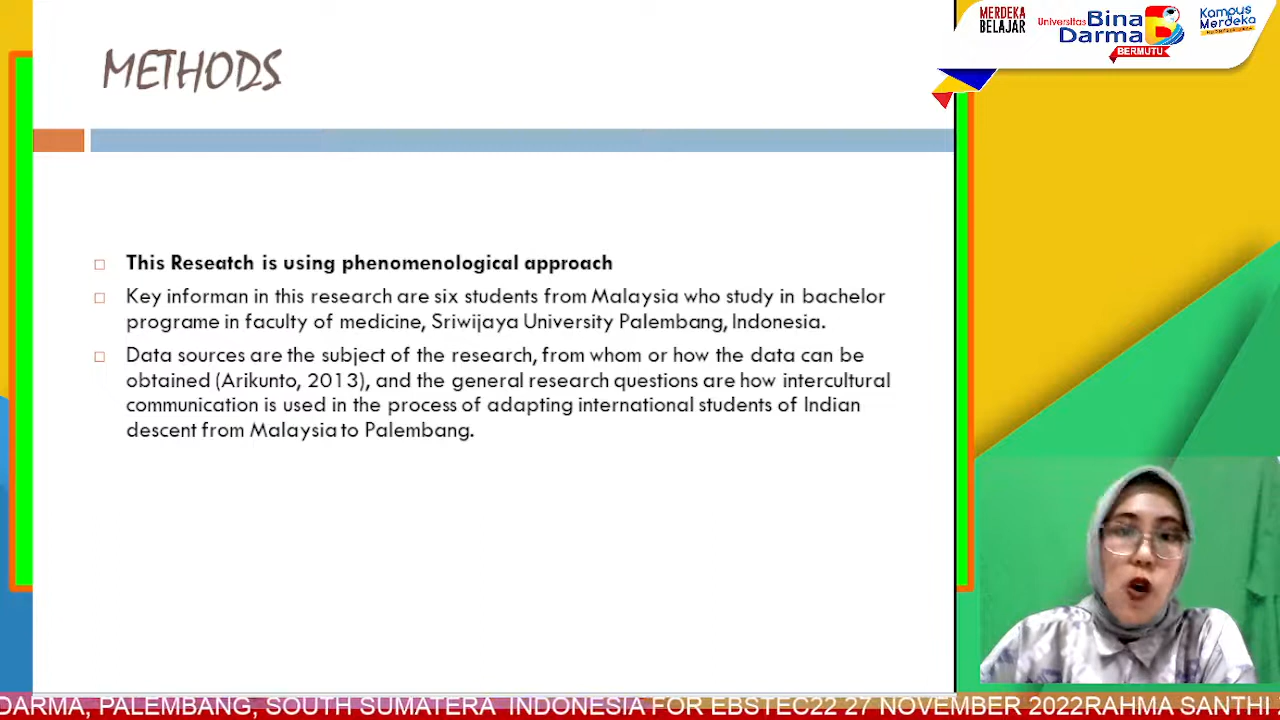 METHODS
MERDEKA
BELAJAR
Universitas Bina
Darma
BERMUTU
Kampus
Merdeka
This Reseatch is using phenomenological approach
Key informan in this research are six students from Malaysia who study in bachelor
programe in faculty of medicine, Sriwijaya University Palembang, Indonesia.
Data sources are the subject of the research, from whom or how the data can be
obtained (Arikunto, 2013), and the general research questions are how intercultural
communication is used in the process of adapting international students of Indian
descent from Malaysia to Palembang.
DARMA, PALEMBANG, SOUTH SUMATERA INDONESIA FOR EBSTEC22 27 NOVEMBER 2022RAHMA SANTHI